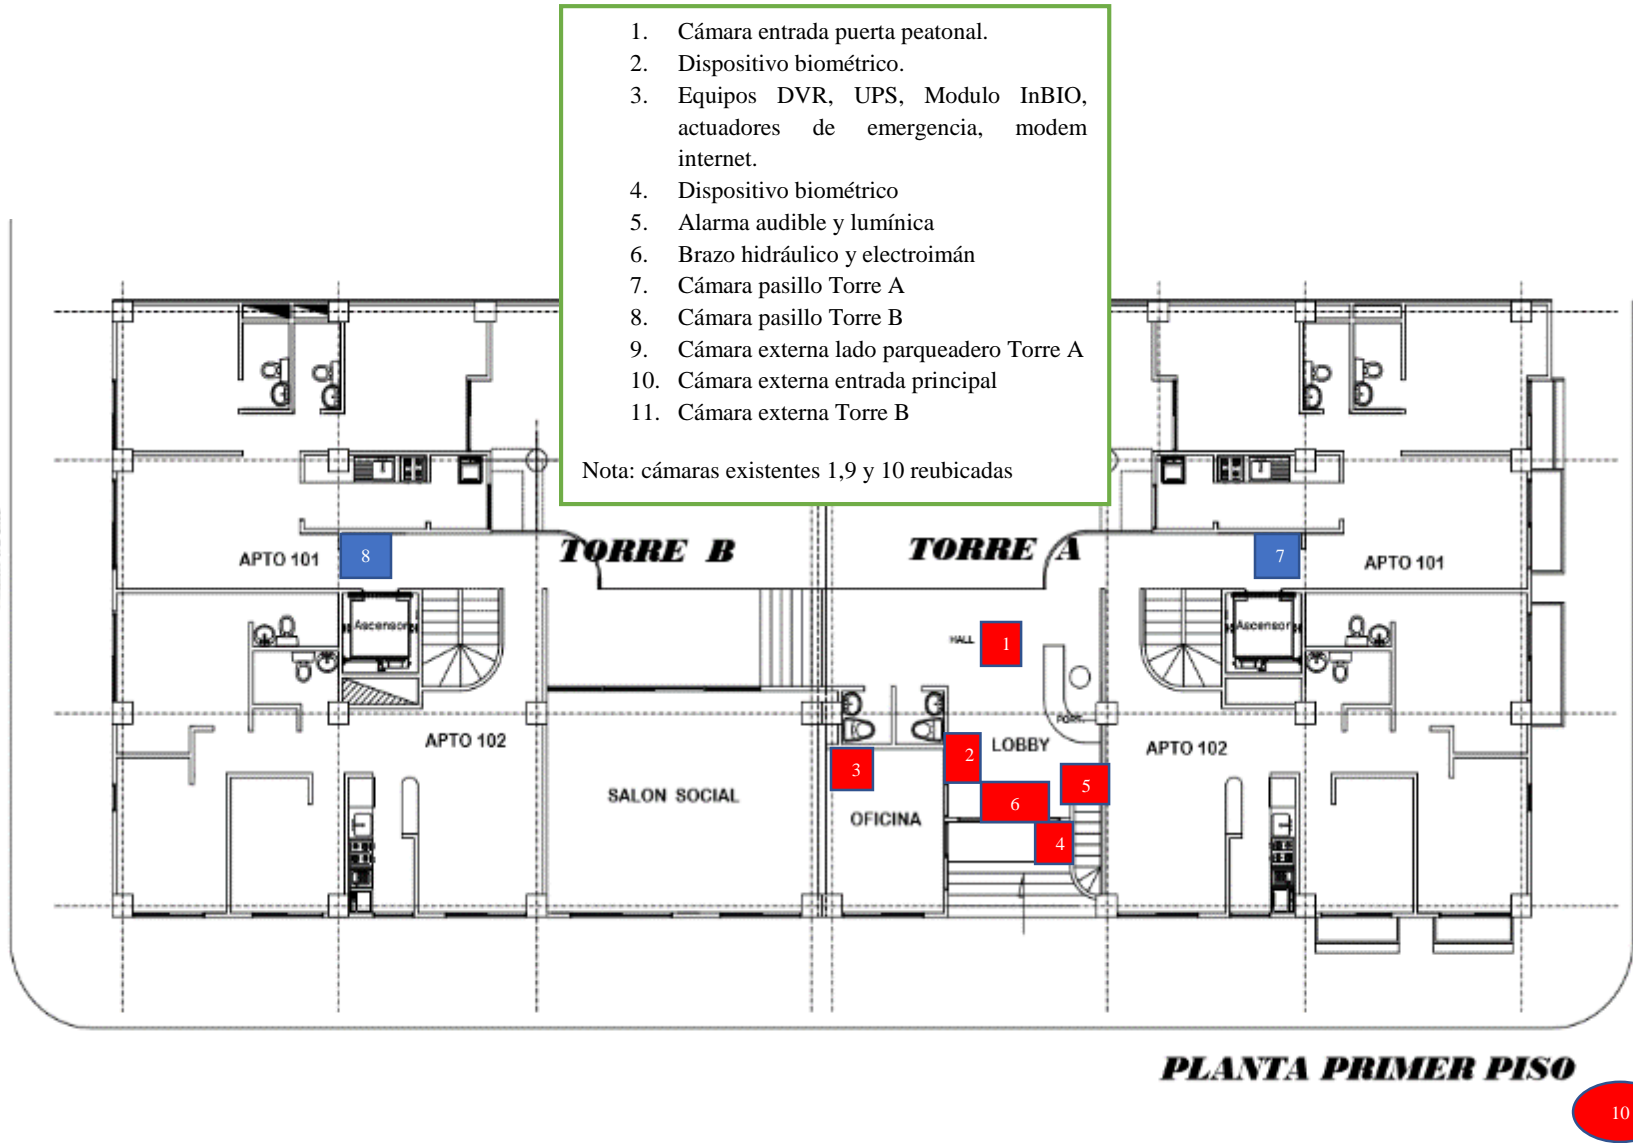 1. Cámara entrada puerta peatonal.
2. Dispositivo biométrico.
3. Equipos DVR, UPS, Modulo InBIO,
actuadores de emergencia, modem
internet.
4. Dispositivo biométrico
5. Alarma audible y lumínica
6. Brazo hidráulico y electroimán
7. Cámara pasillo Torre A
8. Cámara pasillo Torre B
9. Cámara externa lado parqueadero Torre A
10. Cámara externa entrada principal
11. Cámara externa Torre B
Nota: cámaras existentes 1,9 y 10 reubicadas
TORRE B
TORRE A
APTO 101
8
7
APTO 101
Ascensor
Ascensor
HALL
1
PORT.
APTO 102
2
LOBBY
APTO 102
3
5
SALON SOCIAL
6
OFICINA
4
PLANTA PRIMER PISO
10